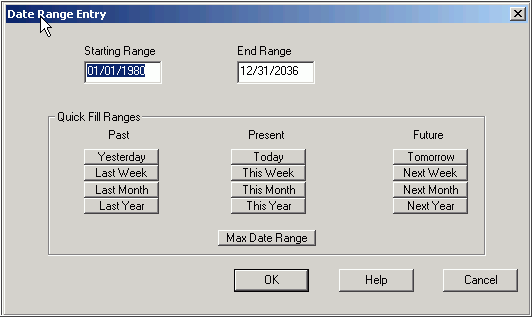 Date Range Entry
Starting Range End Range
01/01/1980 12/31/2036
Quick Fill Ranges
Past Present Future
Yesterday Today Tomorrow
Last Week This Week Next Week
Last Month This Month Next Month
Last Year This Year Next Year
Max Date Range
OK Help Cancel